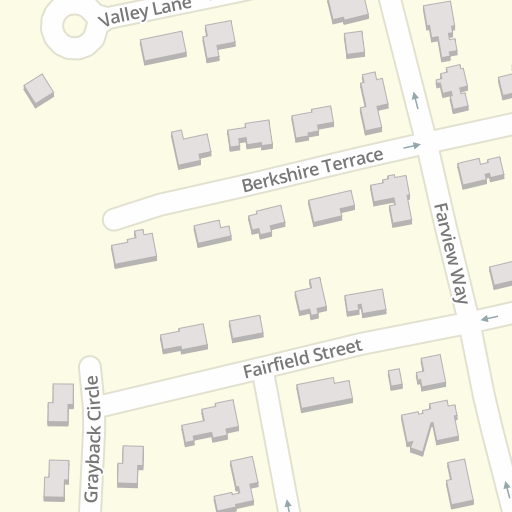 Valley Lane
Berkshire Terrace
Farview Way
Fairfield Street
Grayback Circle